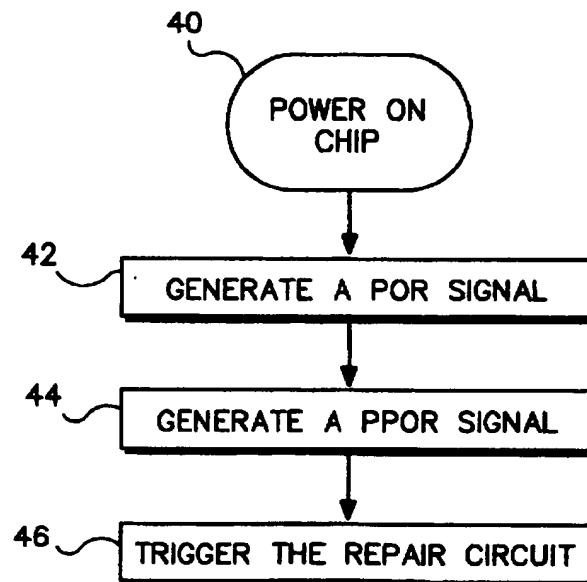 40
POWER ON
CHIP
42
GENERATE A POR SIGNAL
44
GENERATE A PPOR SIGNAL
46
TRIGGER THE REPAIR CIRCUIT